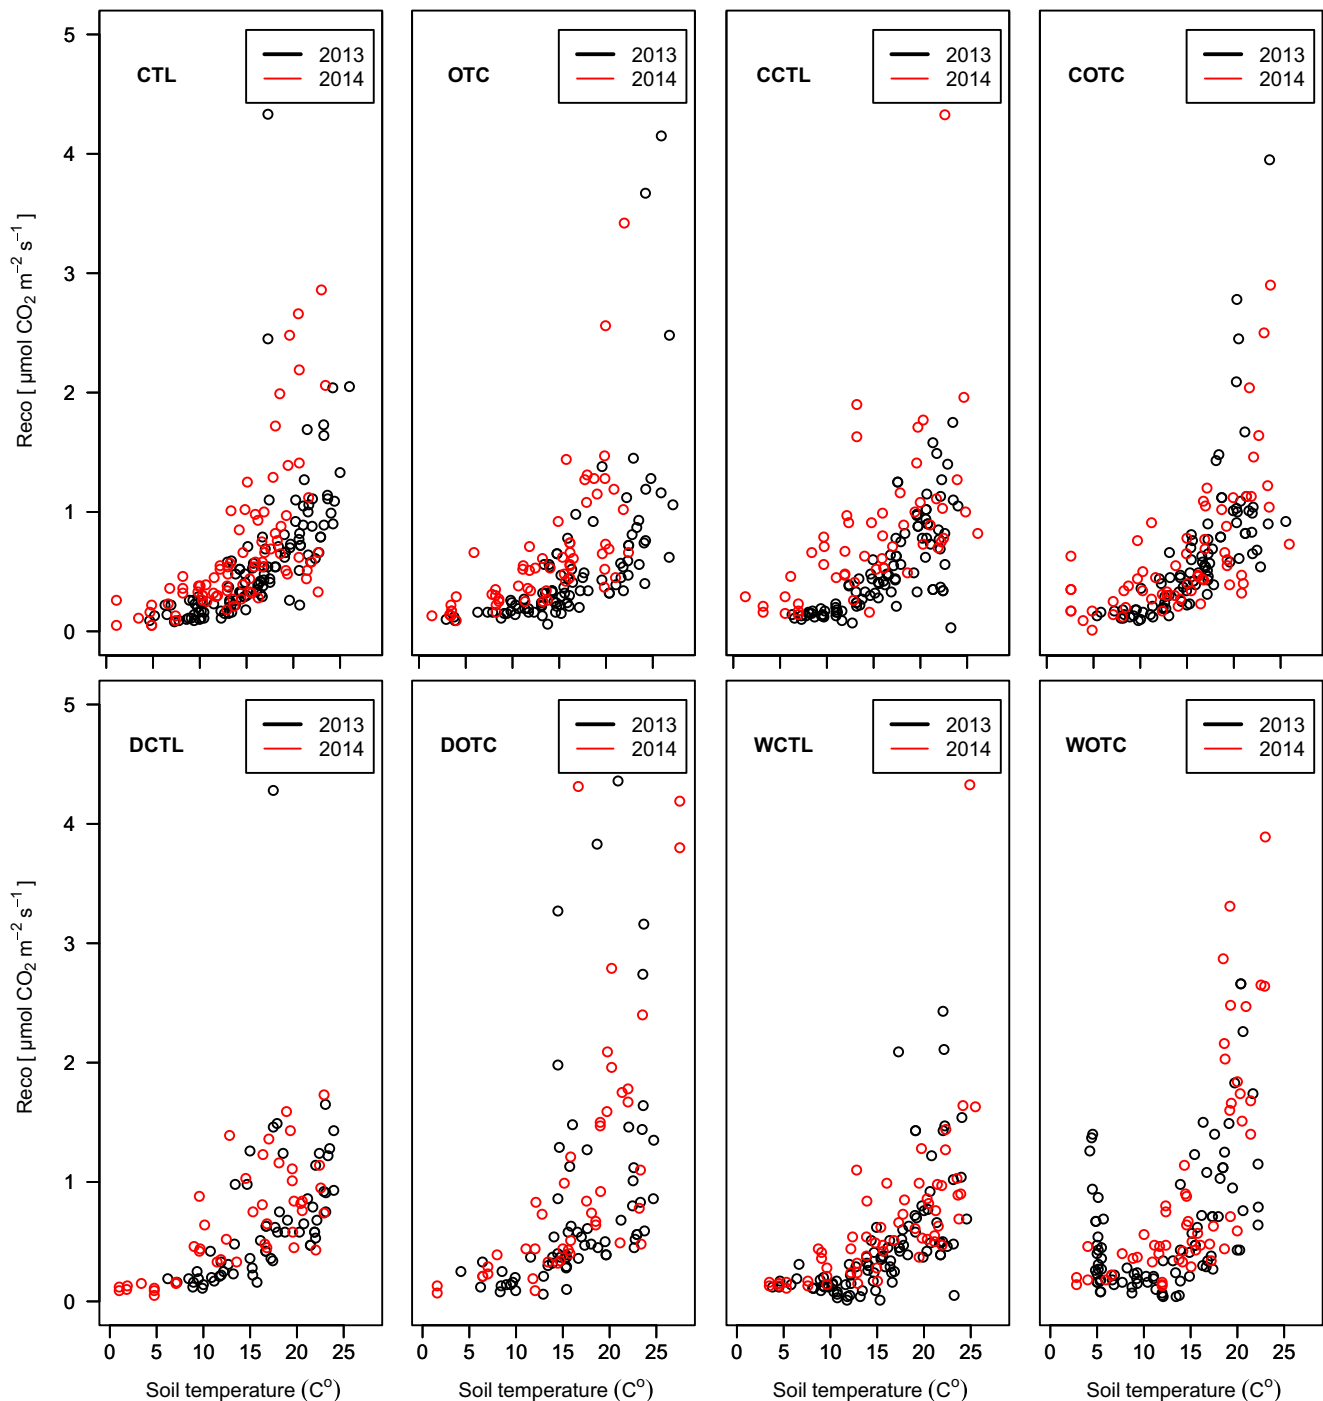 CTL
2013
2014
OTC
2013
2014
CCTL
2013
2014
COTC
2013
2014
5
4
3
2
1
0
Reco [ µmol CO₂ m⁻² s⁻¹ ]
DCTL
2013
2014
DOTC
2013
2014
WCTL
2013
2014
WOTC
2013
2014
5
4
3
2
1
0
Reco [ µmol CO₂ m⁻² s⁻¹ ]
0 5 10 15 20 25
0 5 10 15 20 25
0 5 10 15 20 25
0 5 10 15 20 25
Soil temperature (C°)
Soil temperature (C°)
Soil temperature (C°)
Soil temperature (C°)